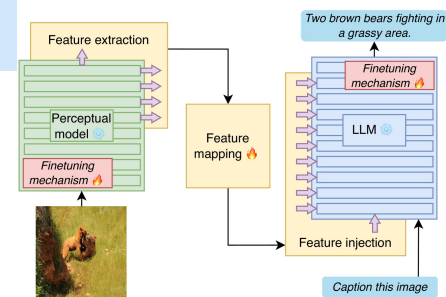 Two brown bears fighting in
a grassy area.
Feature extraction
Finetuning
mechanism
Perceptual
model
LLM
Feature
mapping
Finetuning
mechanism
Feature injection
Caption this image